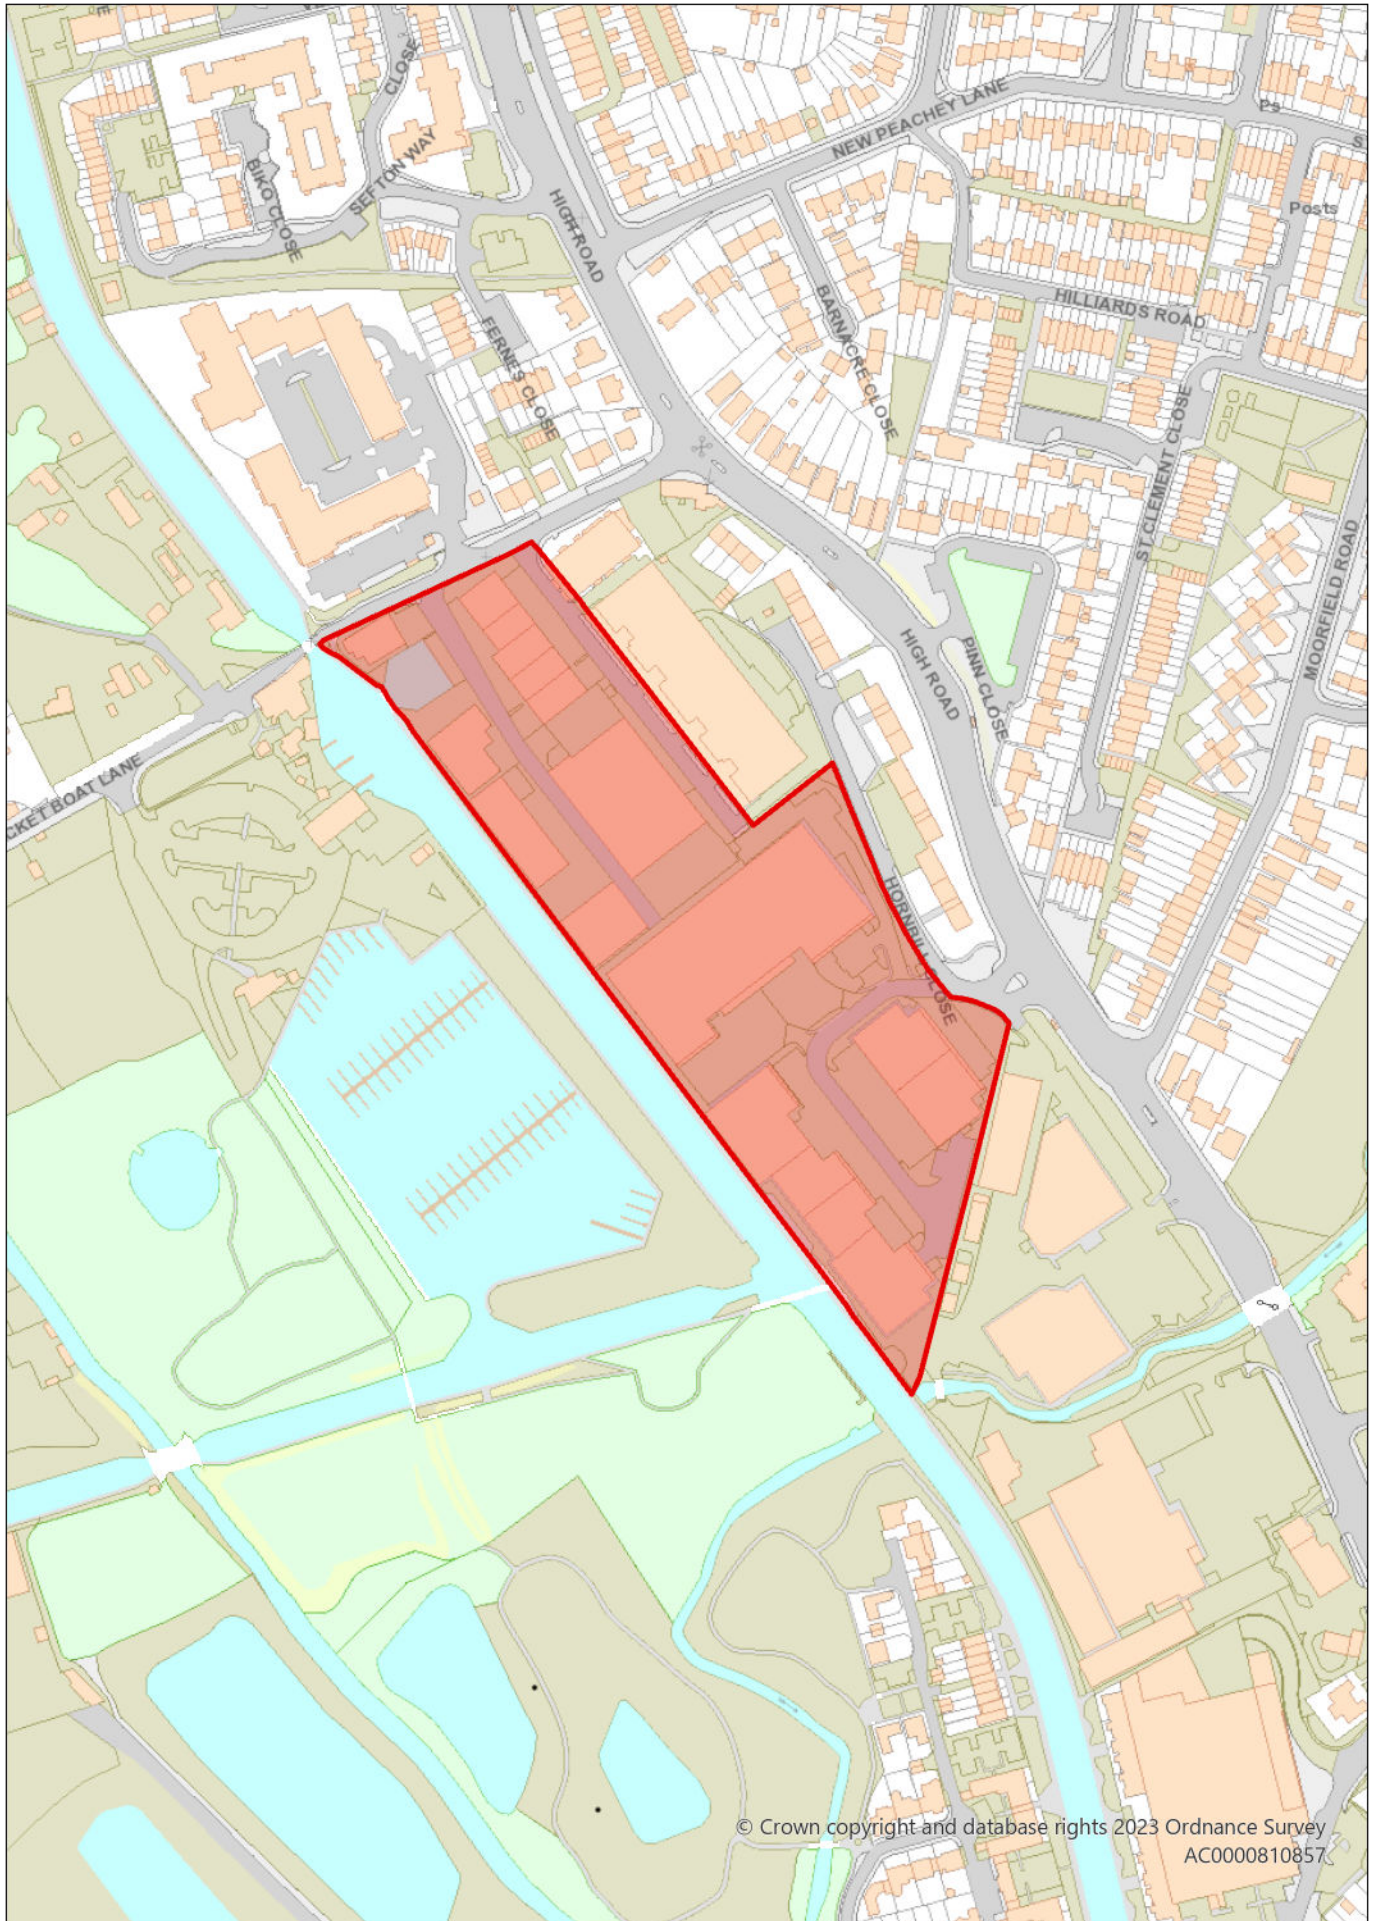 CLOSE
NEW PEACHEY LANE
Ps
SEFTON WAY
BIKO CLOSE
HIGH ROAD
Posts
HILLIARDS ROAD
BARNACRE CLOSE
FERNES CLOSE
ST CLEMENT CLOSE
MOORFIELD ROAD
HIGH ROAD
PINN CLOSE
CKET BOAT LANE
HORNBILL CLOSE
© Crown copyright and database rights 2023 Ordnance Survey
AC0000810857